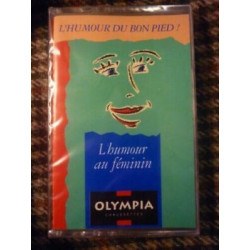 L'HUMOUR DU BON PIED !
L'humour
au féminin
OLYMPIA